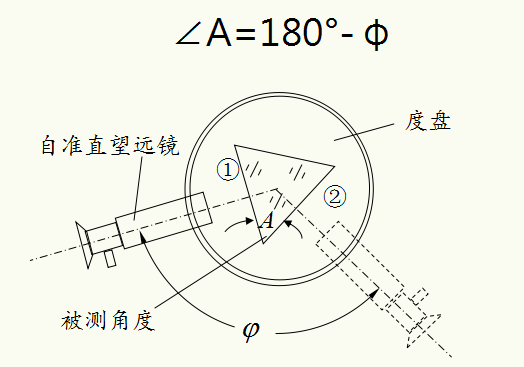 ∠A=180°-φ
度盘
自准直望远镜
①
②
A
被测角度
φ